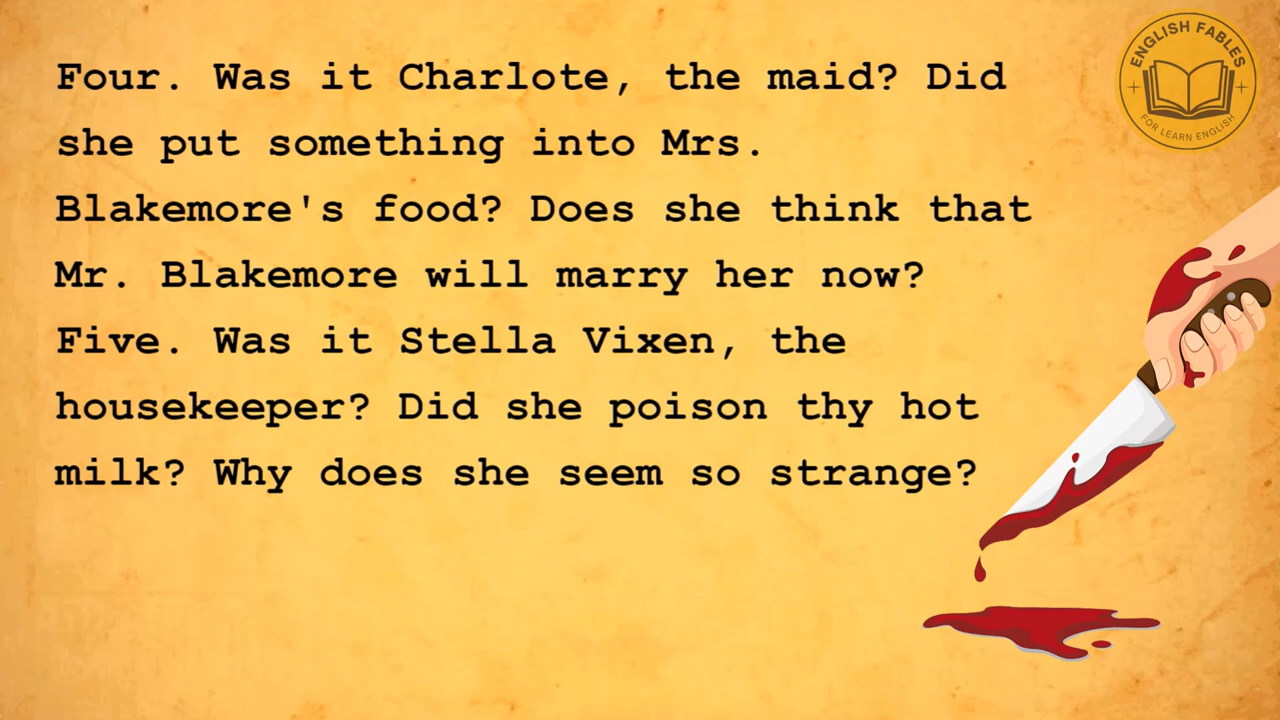 Four. Was it Charlote, the maid? Did
she put something into Mrs.
Blakemore's food? Does she think that
Mr. Blakemore will marry her now?
Five. Was it Stella Vixen, the
housekeeper? Did she poison thy hot
milk? Why does she seem so strange?
ENGLISH FABLES
FOR LEARN ENGLISH